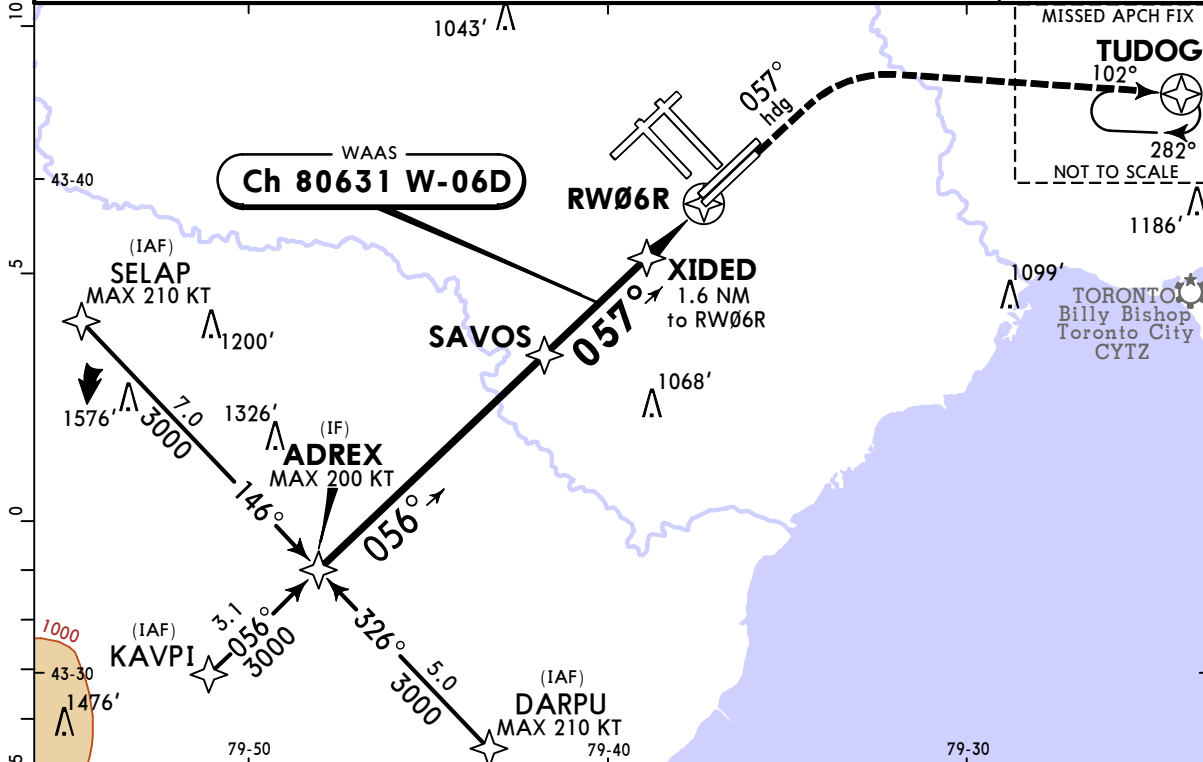 10
1043'
MISSED APCH FIX
TUDOG
102°
282°
NOT TO SCALE
057°
hdg
WAAS
Ch 80631 W-06D
43-40
RWØ6R
1186'
(IAF)
SELAP
MAX 210 KT
5
XIDED
1.6 NM
to RWØ6R
1099'
TORONTO
Billy Bishop
Toronto City
CYTZ
1200'
SAVOS
057°
1068'
1576'
7.0
3000
1326'
(IF)
ADREX
MAX 200 KT
146°
056°
0
1000
(IAF)
KAVPI
3.1
056°
3000
326°
5.0
3000
43-30
1476'
(IAF)
DARPU
MAX 210 KT
5
79-50
79-40
79-30